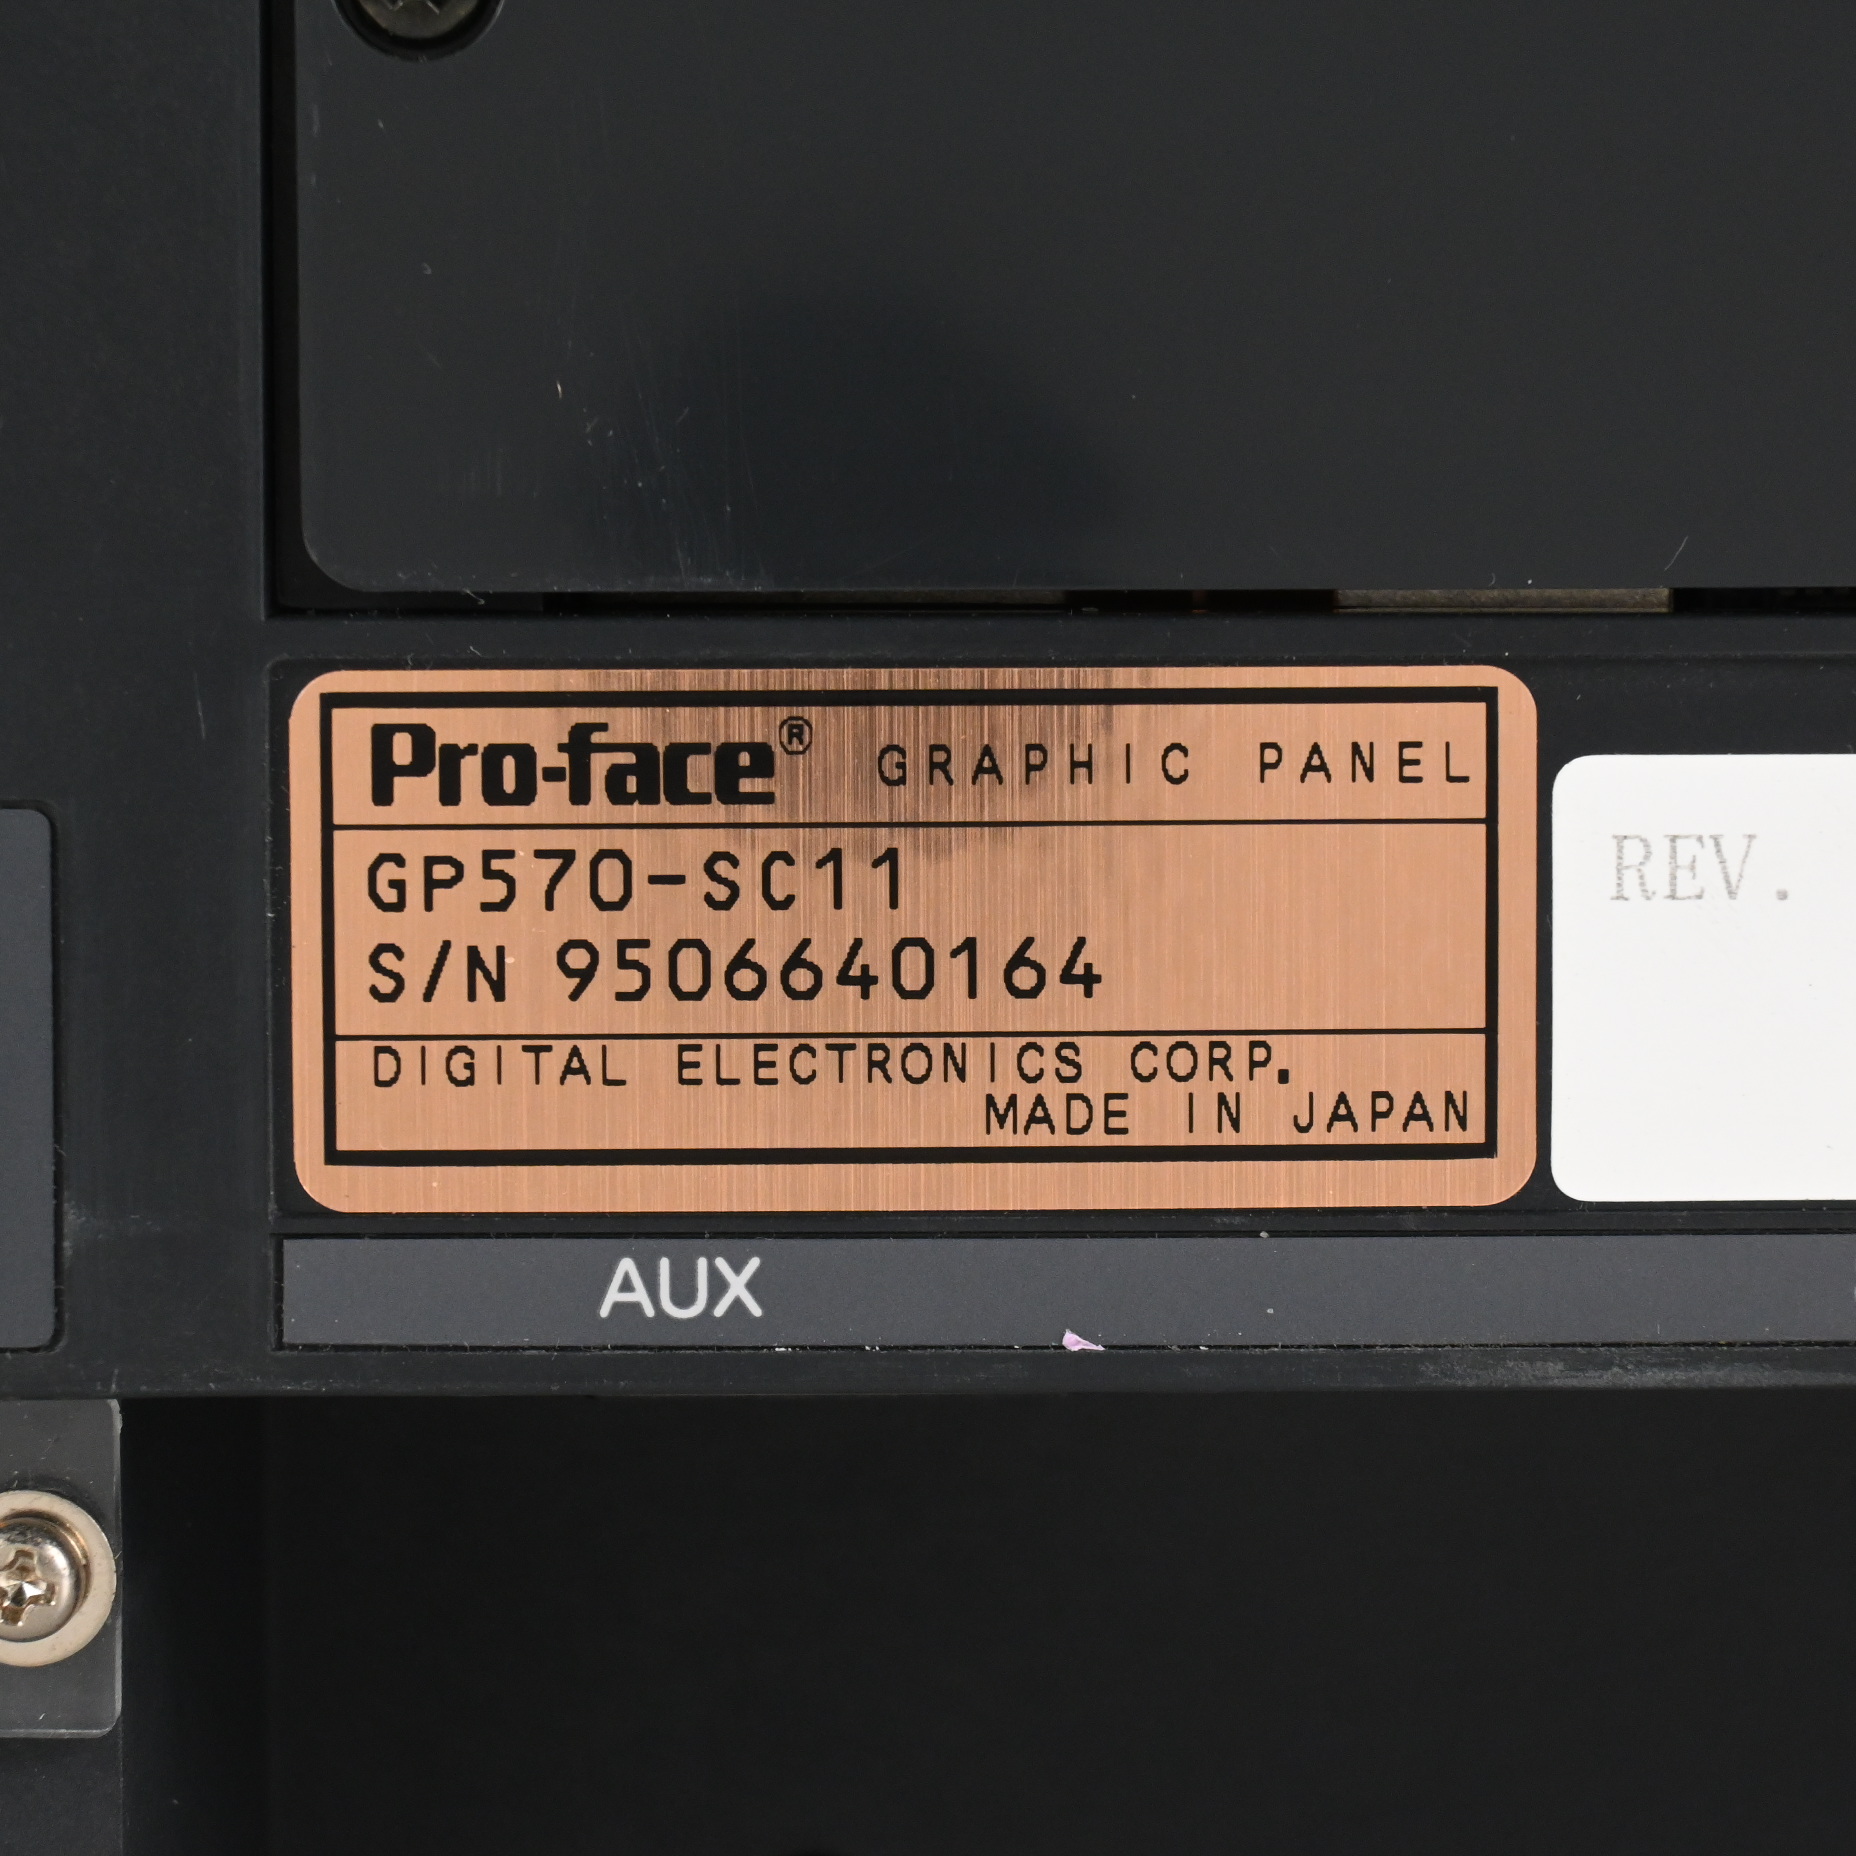 Pro-face® GRAPHIC PANEL
GP570-SC11
S/N 9506640164
DIGITAL ELECTRONICS CORP.
MADE IN JAPAN
REV.
AUX